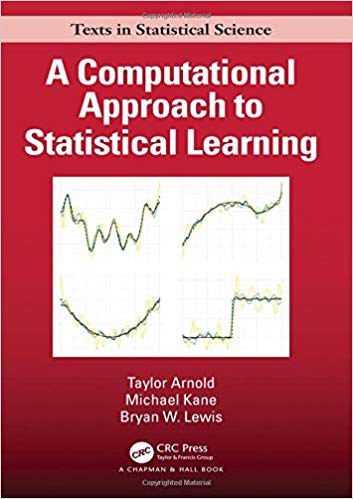 Texts in Statistical Science
A Computational
Approach to
Statistical Learning
Taylor Arnold
Michael Kane
Bryan W. Lewis
CRC
CRC Press
Taylor & Francis Group
A CHAPMAN & HALL BOOK